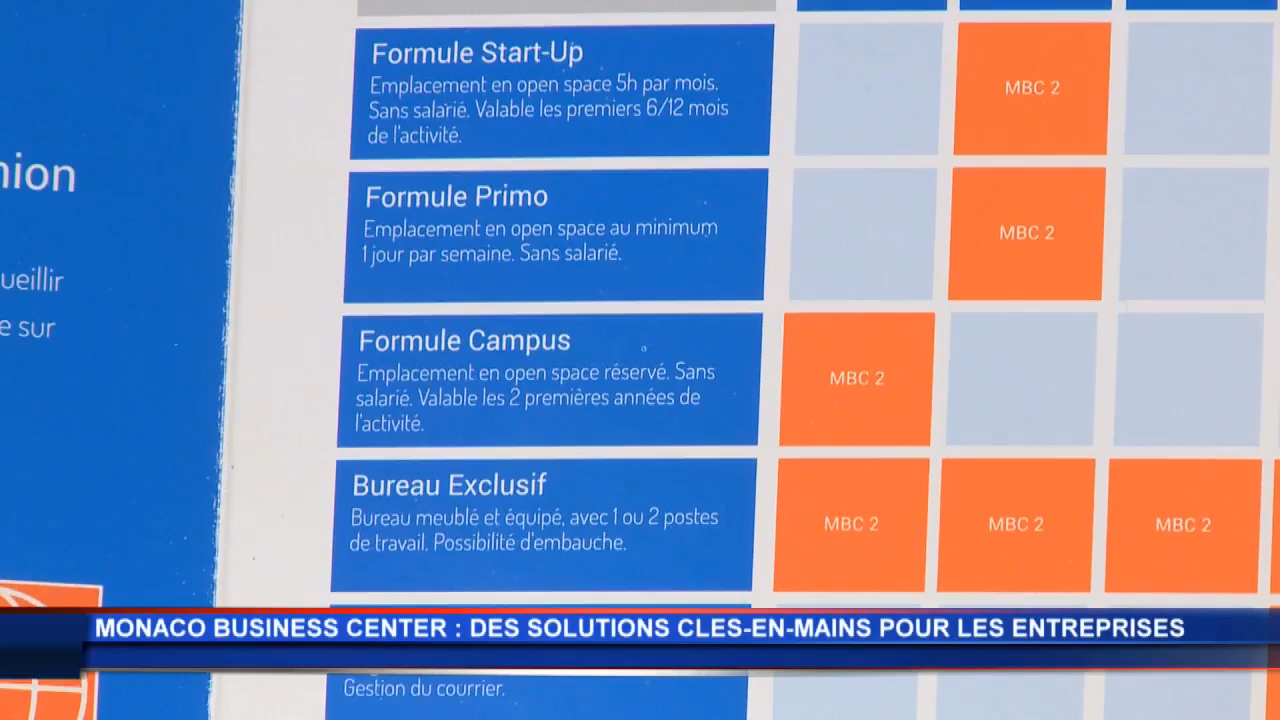 Formule Start-Up
Emplacement en open space 5h par mois.
Sans salarié. Valable les premiers 6/12 mois
de l'activité.
MBC 2
Formule Primo
Emplacement en open space au minimum
1 jour par semaine. Sans salarié.
MBC 2
Formule Campus
Emplacement en open space réservé. Sans
salarié. Valable les 2 premières années de
l'activité.
MBC 2
Bureau Exclusif
Bureau meublé et équipé, avec 1 ou 2 postes
de travail. Possibilité d'embauche.
MBC 2
MBC 2
MBC 2
MONACO BUSINESS CENTER : DES SOLUTIONS CLES-EN-MAINS POUR LES ENTREPRISES
Gestion du courrier.
nion
ueillir
e sur